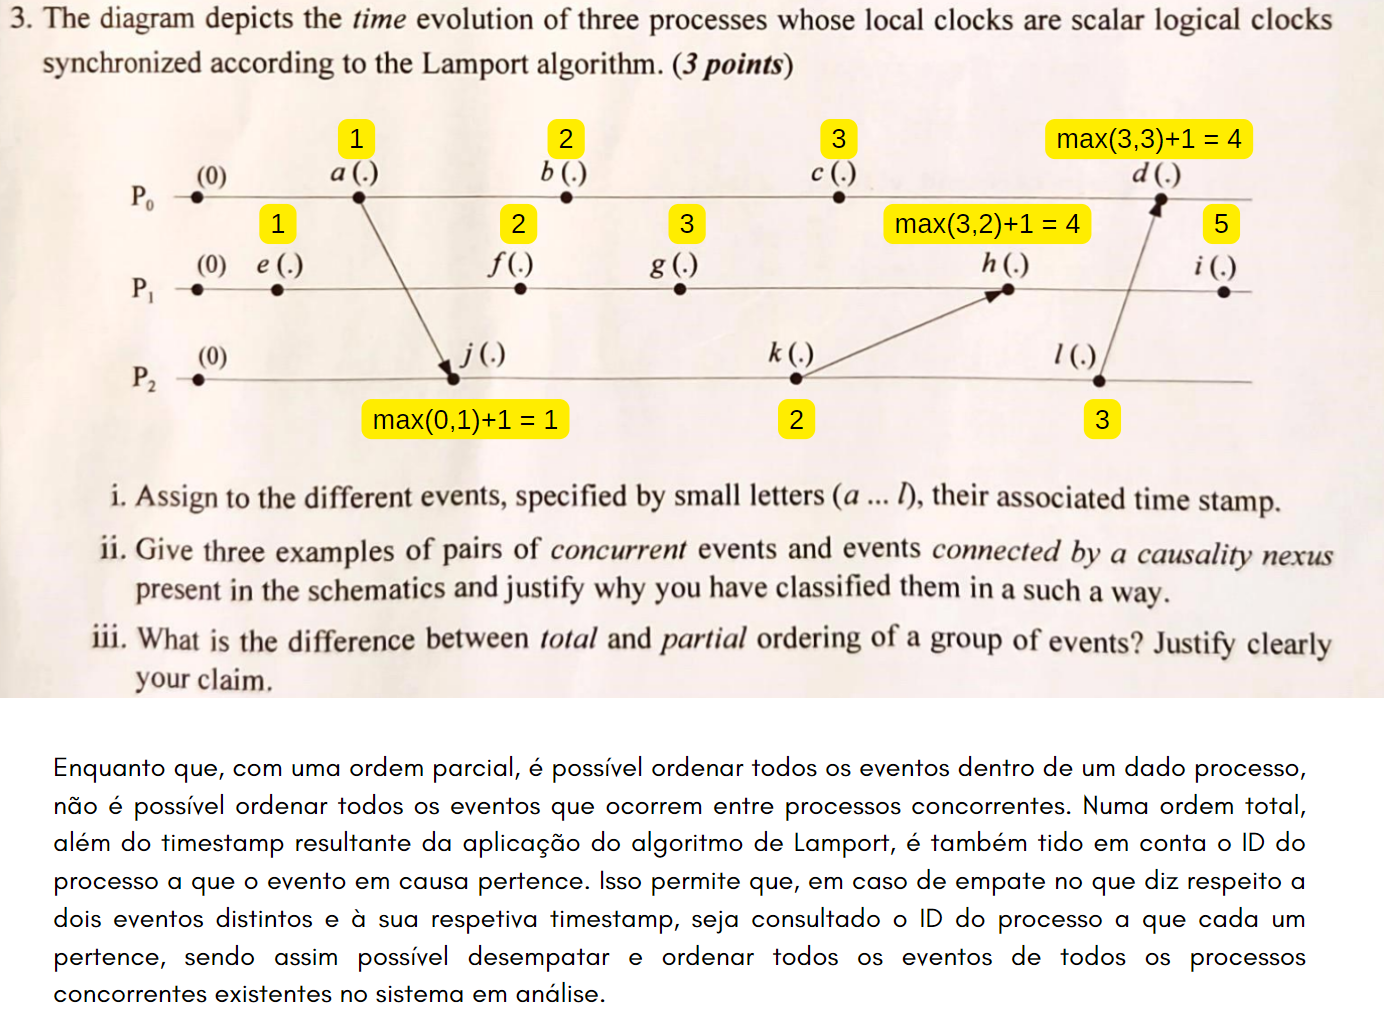 3. The diagram depicts the time evolution of three processes whose local clocks are scalar logical clocks
synchronized according to the Lamport algorithm. (3 points)
1 2 3 max(3,3)+1 = 4
(0) a (.) b (.) c (.) d (.)
P0
1 2 3 max(3,2)+1 = 4 5
(0) e (.) f (.) g (.) h (.) i (.)
P1
(0) j (.) k (.) l (.)
P2
max(0,1)+1 = 1 2 3
i. Assign to the different events, specified by small letters (a ... l), their associated time stamp.
ii. Give three examples of pairs of concurrent events and events connected by a causality nexus
present in the schematics and justify why you have classified them in a such a way.
iii. What is the difference between total and partial ordering of a group of events? Justify clearly
your claim.
Enquanto que, com uma ordem parcial, é possível ordenar todos os eventos dentro de um dado processo,
não é possível ordenar todos os eventos que ocorrem entre processos concorrentes. Numa ordem total,
além do timestamp resultante da aplicação do algoritmo de Lamport, é também tido em conta o ID do
processo a que o evento em causa pertence. Isso permite que, em caso de empate no que diz respeito a
dois eventos distintos e à sua respetiva timestamp, seja consultado o ID do processo a que cada um
pertence, sendo assim possível desempatar e ordenar todos os eventos de todos os processos
concorrentes existentes no sistema em análise.